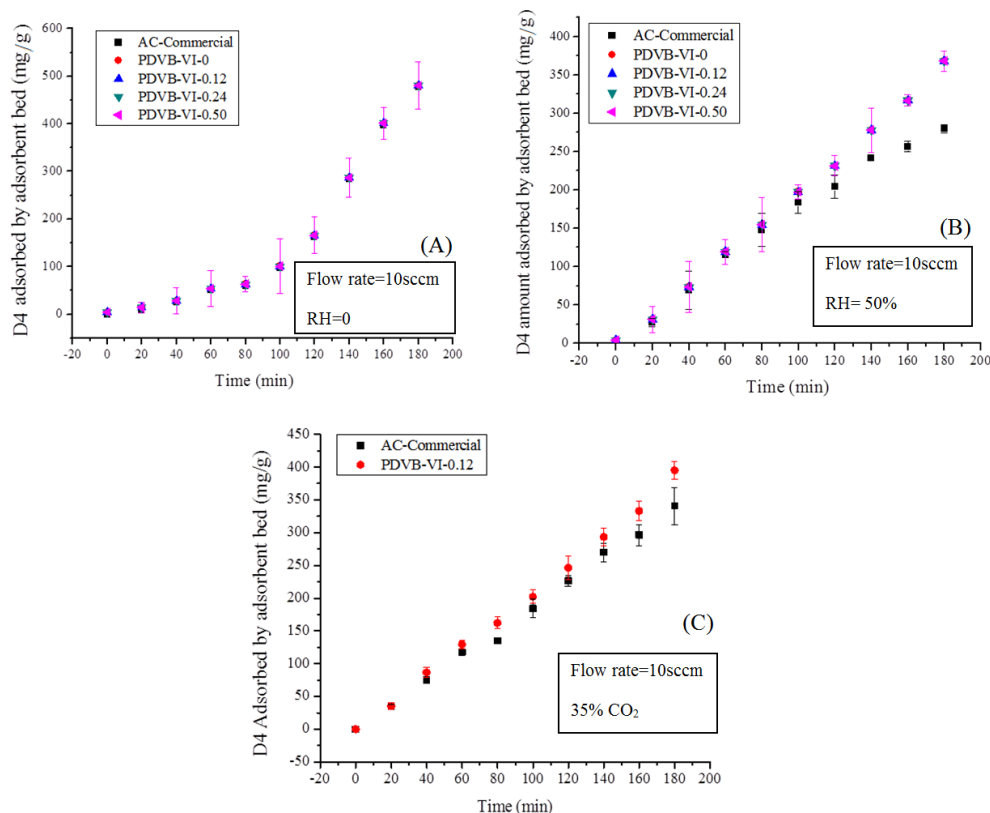 D4 adsorbed by adsorbent bed (mg/g)
600
500
400
300
200
100
0
AC-Commercial
PDVB-VI-0
PDVB-VI-0.12
PDVB-VI-0.24
PDVB-VI-0.50
(A)
Flow rate=10sccm
RH=0
-20 0 20 40 60 80 100 120 140 160 180 200
Time (min)
D4 amount adsorbed by adsorbent bed (mg/g)
400
350
300
250
200
150
100
50
0
AC-Commercial
PDVB-VI-0
PDVB-VI-0.12
PDVB-VI-0.24
PDVB-VI-0.50
(B)
Flow rate=10sccm
RH= 50%
-20 0 20 40 60 80 100 120 140 160 180 200
Time (min)
D4 Adsorbed by adsorbent bed (mg/g)
450
400
350
300
250
200
150
100
50
0
-50
AC-Commercial
PDVB-VI-0.12
(C)
Flow rate=10sccm
35% CO₂
-20 0 20 40 60 80 100 120 140 160 180 200
Time (min)